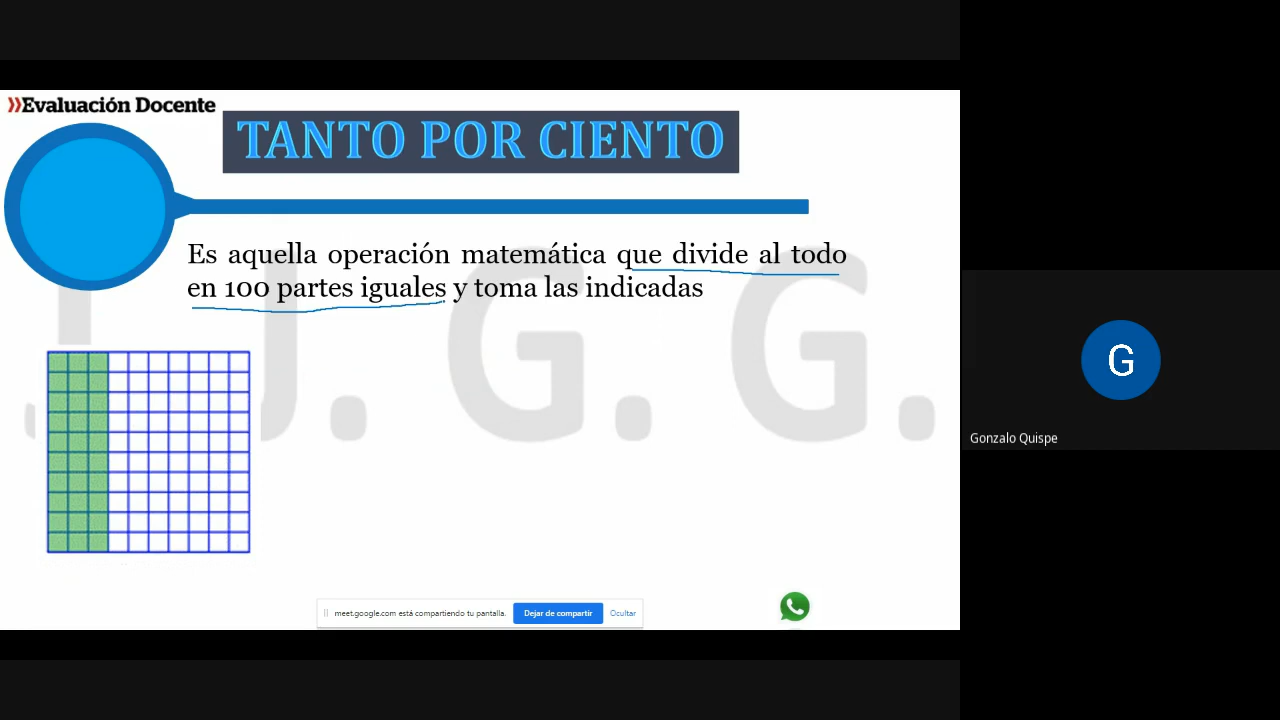 »Evaluación Docente
TANTO POR CIENTO
Es aquella operación matemática que divide al todo
en 100 partes iguales y toma las indicadas
J. G. G.
G
Gonzalo Quispe
meet.google.com está compartiendo tu pantalla.
Dejar de compartir
Ocultar